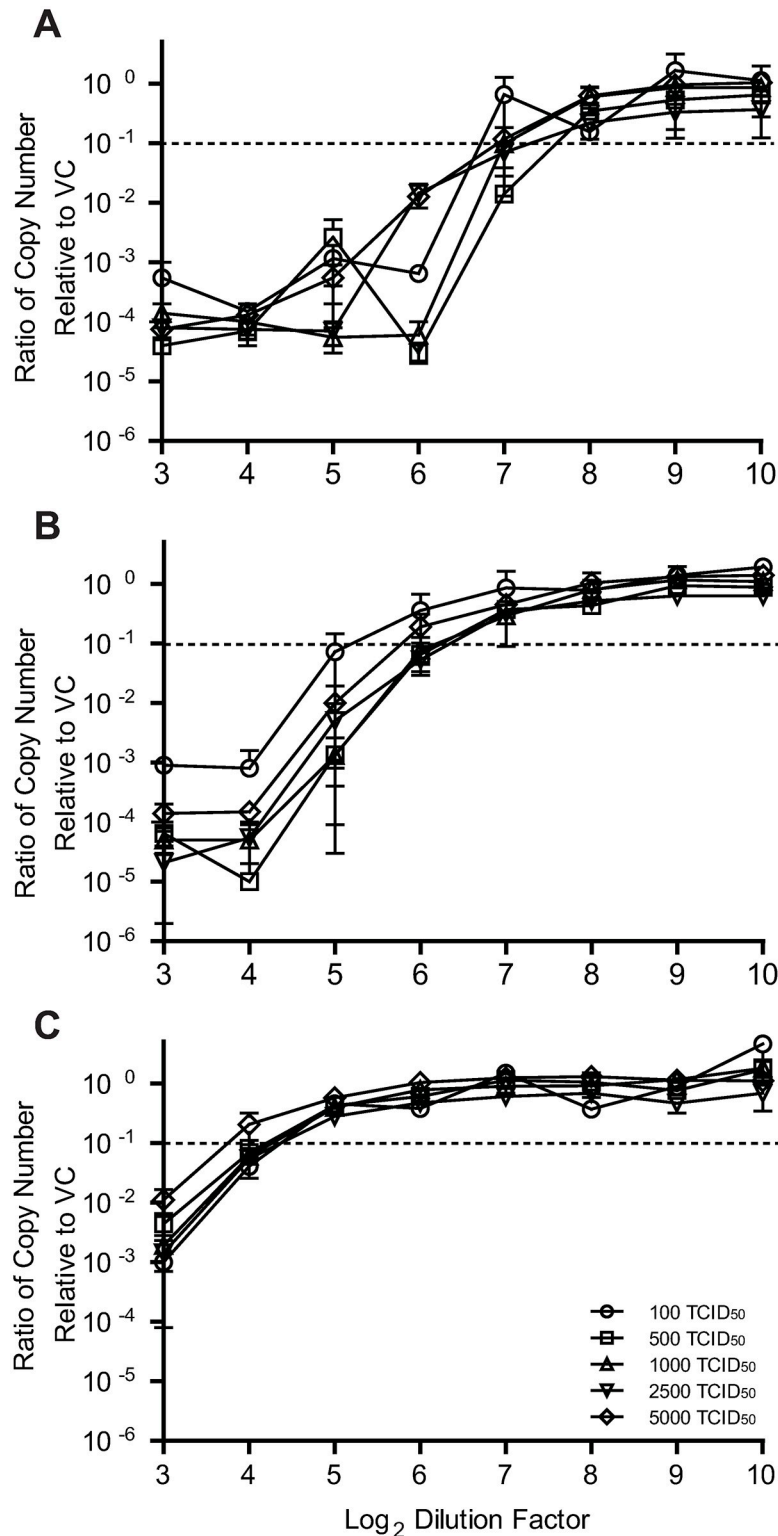 A
Ratio of Copy Number
Relative to VC
10 0
10 -1
10 -2
10 -3
10 -4
10 -5
10 -6
3 4 5 6 7 8 9 10
B
Ratio of Copy Number
Relative to VC
10 0
10 -1
10 -2
10 -3
10 -4
10 -5
10 -6
3 4 5 6 7 8 9 10
C
Ratio of Copy Number
Relative to VC
10 0
10 -1
10 -2
10 -3
10 -4
10 -5
10 -6
100 TCID50
500 TCID50
1000 TCID50
2500 TCID50
5000 TCID50
3 4 5 6 7 8 9 10
Log2 Dilution Factor